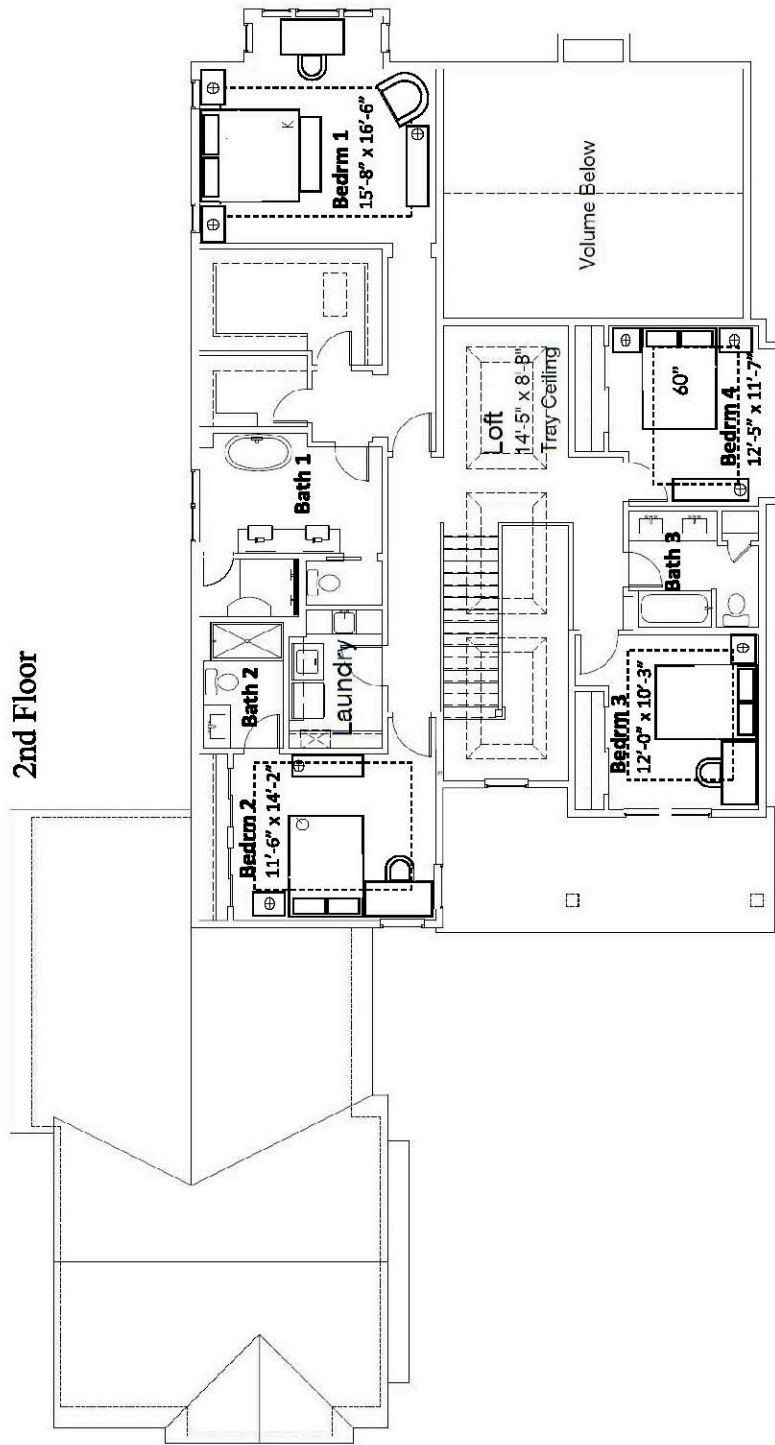 2nd Floor
Bedrm 1
15'-8" x 16'-6"
K
Volume Below
Bath 1
Loft
14'-5" x 8'-8"
Tray Ceiling
60"
Bedrm 4
12'-5" x 11'-7"
Bath 3
Bath 2
Laundry
Bedrm 2
11'-6" x 14'-2"
Bedrm 3
12'-0" x 10'-3"